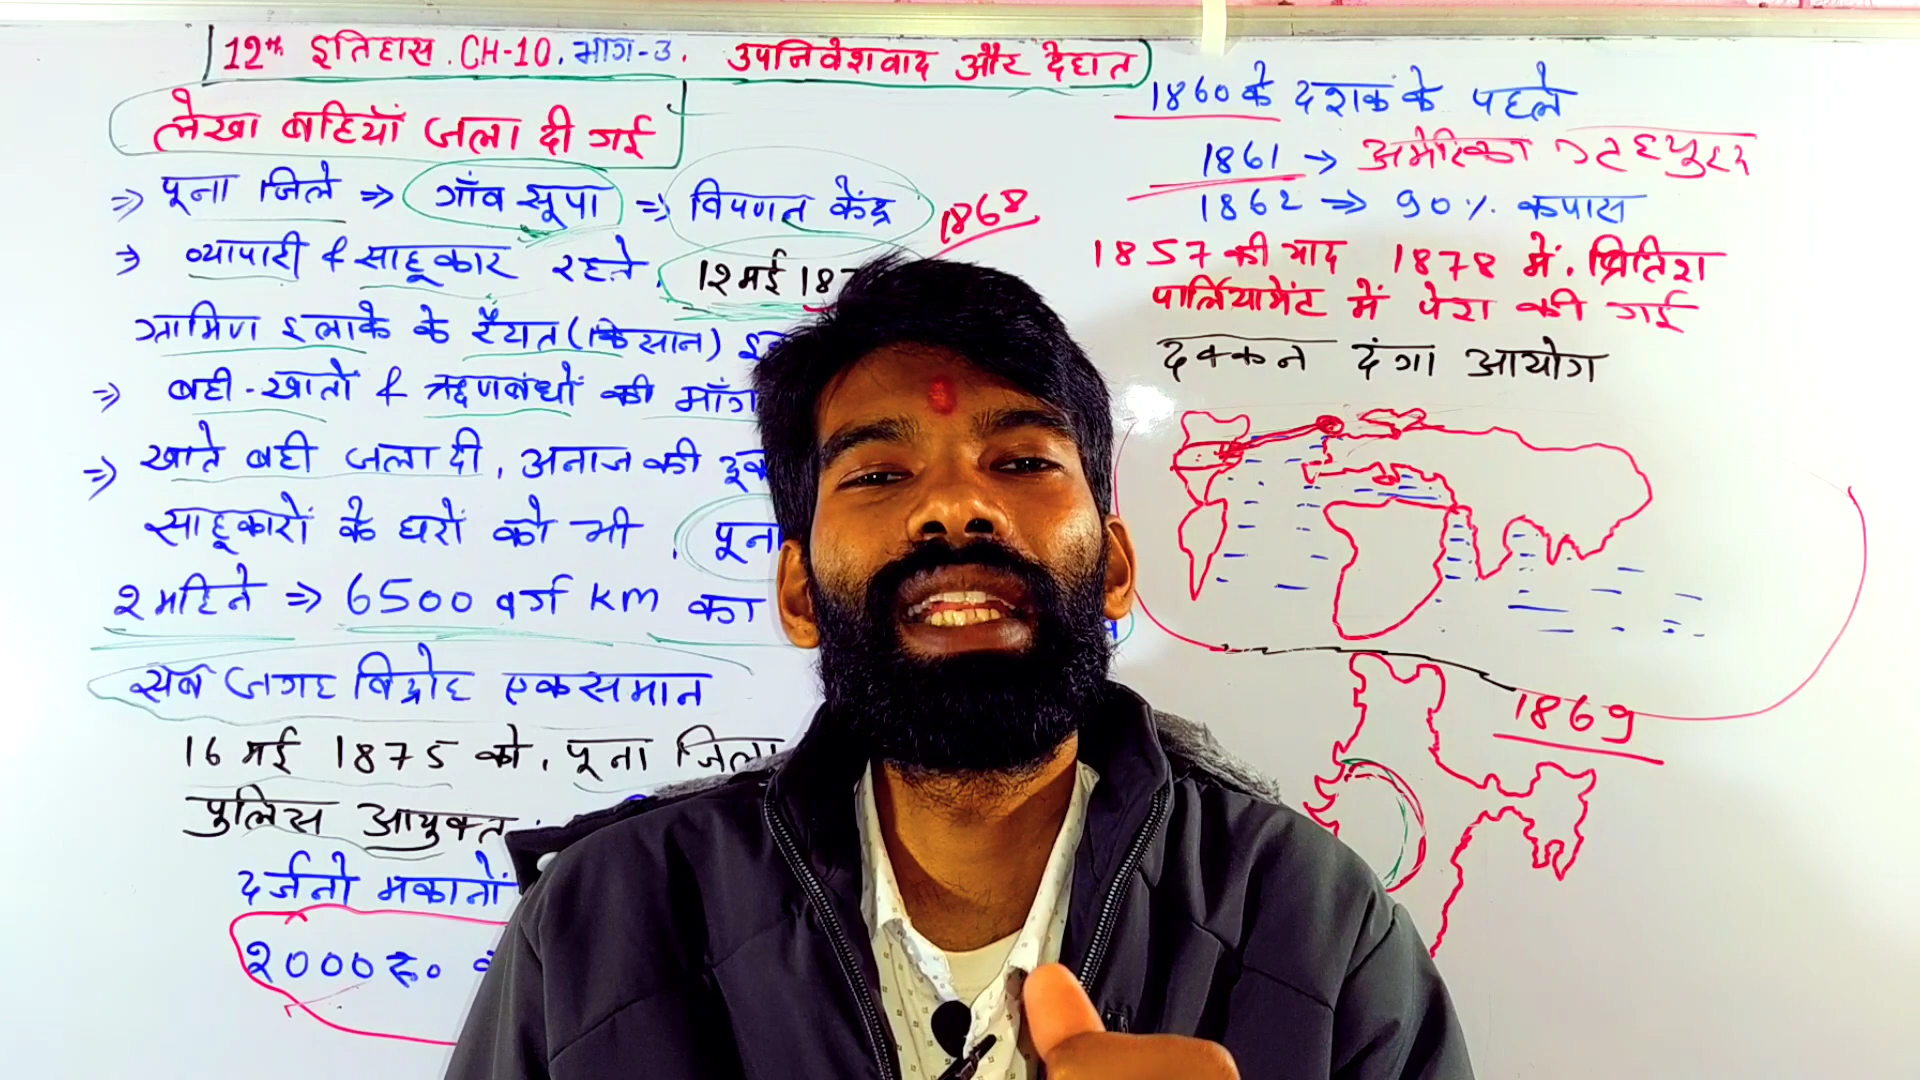 12th इतिहास. CH-10. भाग-3. उपनिवेशवाद और देहात
लेखा बहियाँ जला दी गई
⇒ पूना जिले ⇒ गाँव सूपा ⇒ विपणन केंद्र
1868
⇒ व्यापारी & साहूकार रहते. 12 मई 18
ग्रामिण इलाके के रैयत (किसान)
⇒ बही-खातों & ऋणबंधों की माँग
⇒ खाते बही जला दी, अनाज की
साहूकारों के घरों को भी. पूना
2 महिने ⇒ 6500 वर्ग km का
सब जगह विद्रोह एकसमान
16 मई 1875 को, पूना जिला
पुलिस आयुक्त
दर्जनो मकानों
2000 रू०
1860 के दशक के पहले
1861 → अमेरिका गृहयुद्ध
1862 ⇒ 90% कपास
1857 की याद 1878 में. ब्रितिश
पार्लियामेंट में पेश की गई
दक्कन दंगा आयोग
1869